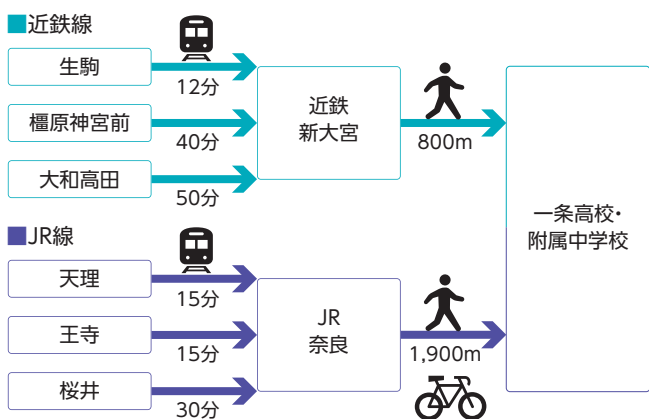 ■近鉄線
生駒
12分
橿原神宮前
40分
大和高田
50分
近鉄
新大宮
800m
■JR線
天理
15分
王寺
15分
桜井
30分
JR
奈良
1,900m
一条高校・
附属中学校